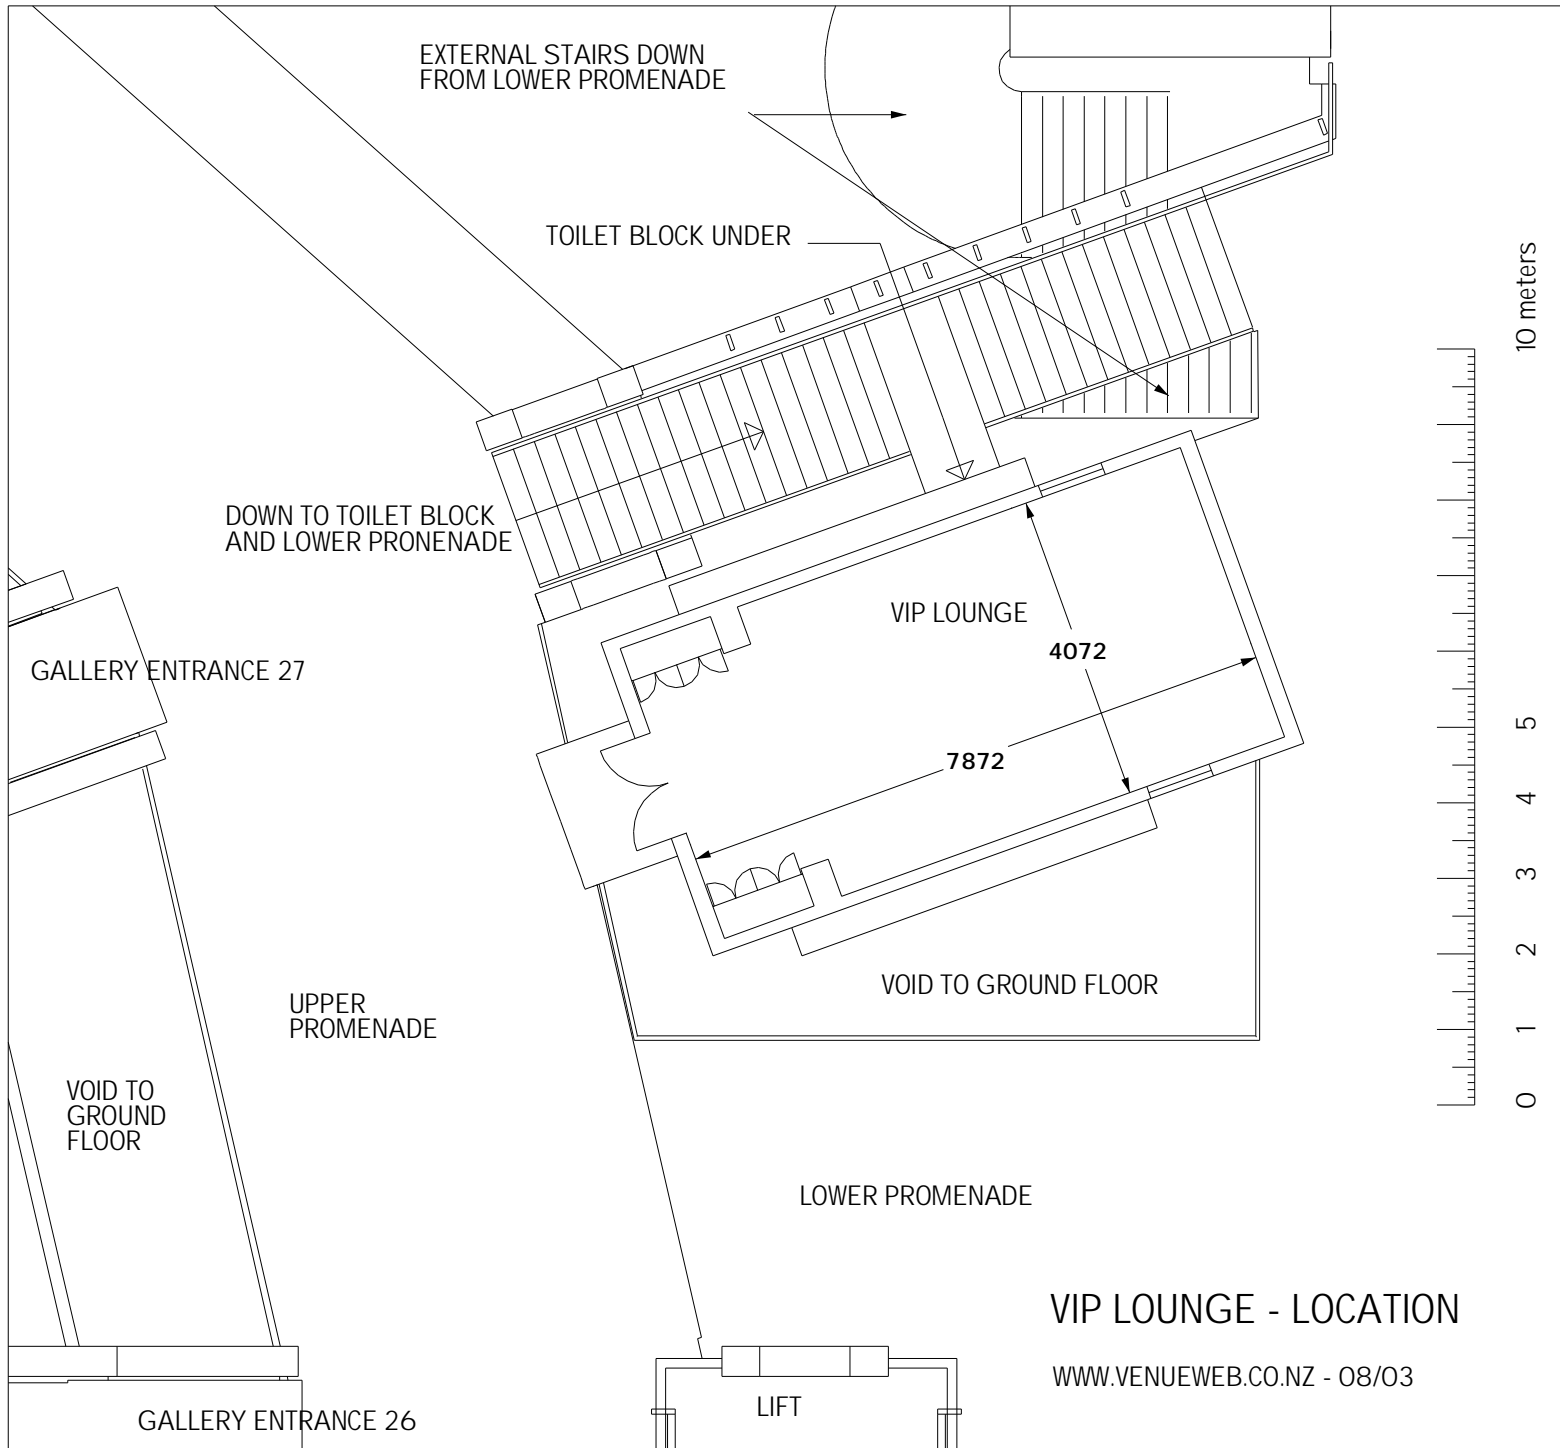 EXTERNAL STAIRS DOWN
FROM LOWER PROMENADE
TOILET BLOCK UNDER
10 meters
DOWN TO TOILET BLOCK
AND LOWER PRONENADE
VIP LOUNGE
4072
GALLERY ENTRANCE 27
7872
5
4
3
2
1
0
VOID TO GROUND FLOOR
UPPER
PROMENADE
VOID TO
GROUND
FLOOR
LOWER PROMENADE
VIP LOUNGE - LOCATION
WWW.VENUEWEB.CO.NZ - 08/03
LIFT
GALLERY ENTRANCE 26